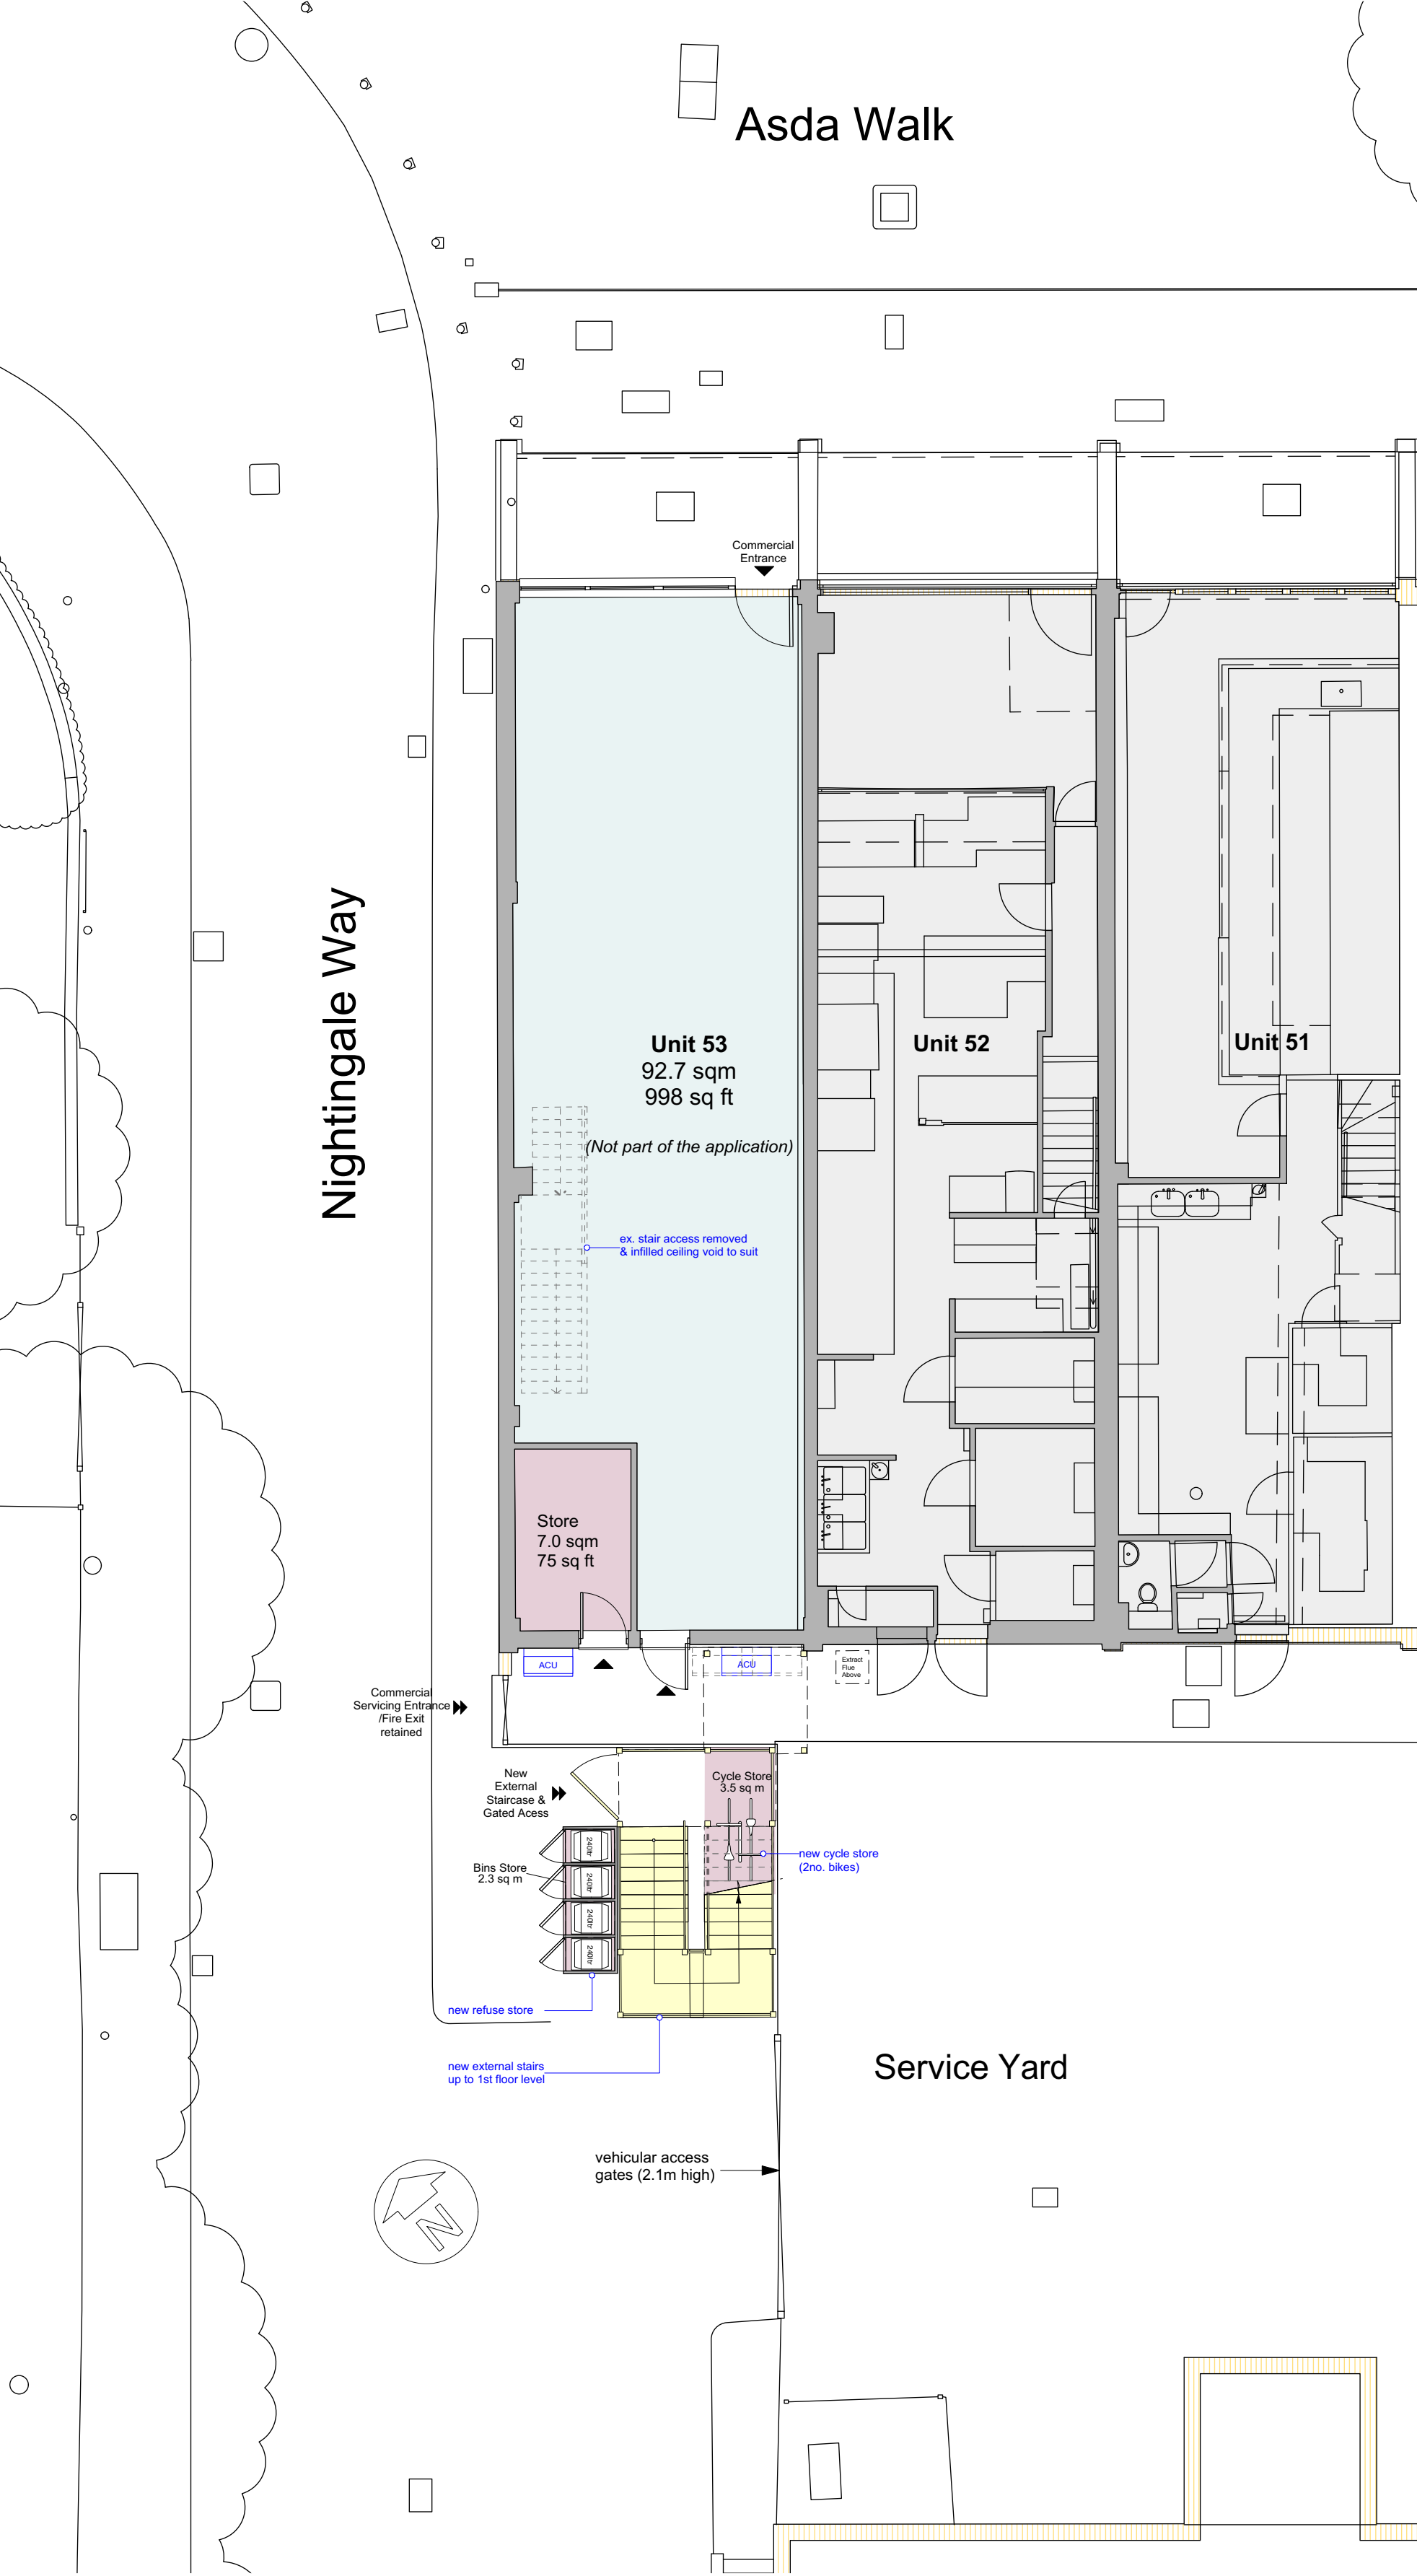 Asda Walk
Commercial
Entrance
Nightingale Way
Unit 53
92.7 sqm
998 sq ft
(Not part of the application)
Unit 52
Unit 51
ex. stair access removed
& infilled ceiling void to suit
Store
7.0 sqm
75 sq ft
ACU
ACU
Extract
Flue
Above
Commercial
Servicing Entrance
/Fire Exit
retained
New
External
Staircase &
Gated Acess
Cycle Store
3.5 sq m
Bins Store
2.3 sq m
240ltr
240ltr
240ltr
240ltr
new cycle store
(2no. bikes)
new refuse store
new external stairs
up to 1st floor level
Service Yard
vehicular access
gates (2.1m high)
N